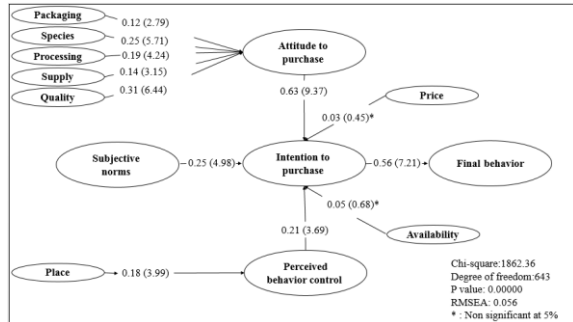 Packaging
0.12 (2.79)
Species
0.25 (5.71)
Processing
0.19 (4.24)
Supply
0.14 (3.15)
Quality
0.31 (6.44)
Attitude to
purchase
0.63 (9.37)
Price
0.03 (0.45)*
Subjective
norms
0.25 (4.98)
Intention to
purchase
0.56 (7.21)
Final behavior
0.05 (0.68)*
Availability
0.21 (3.69)
Place
0.18 (3.99)
Perceived
behavior control
Chi-square:1862.36
Degree of freedom:643
P value: 0.00000
RMSEA: 0.056
* : Non significant at 5%